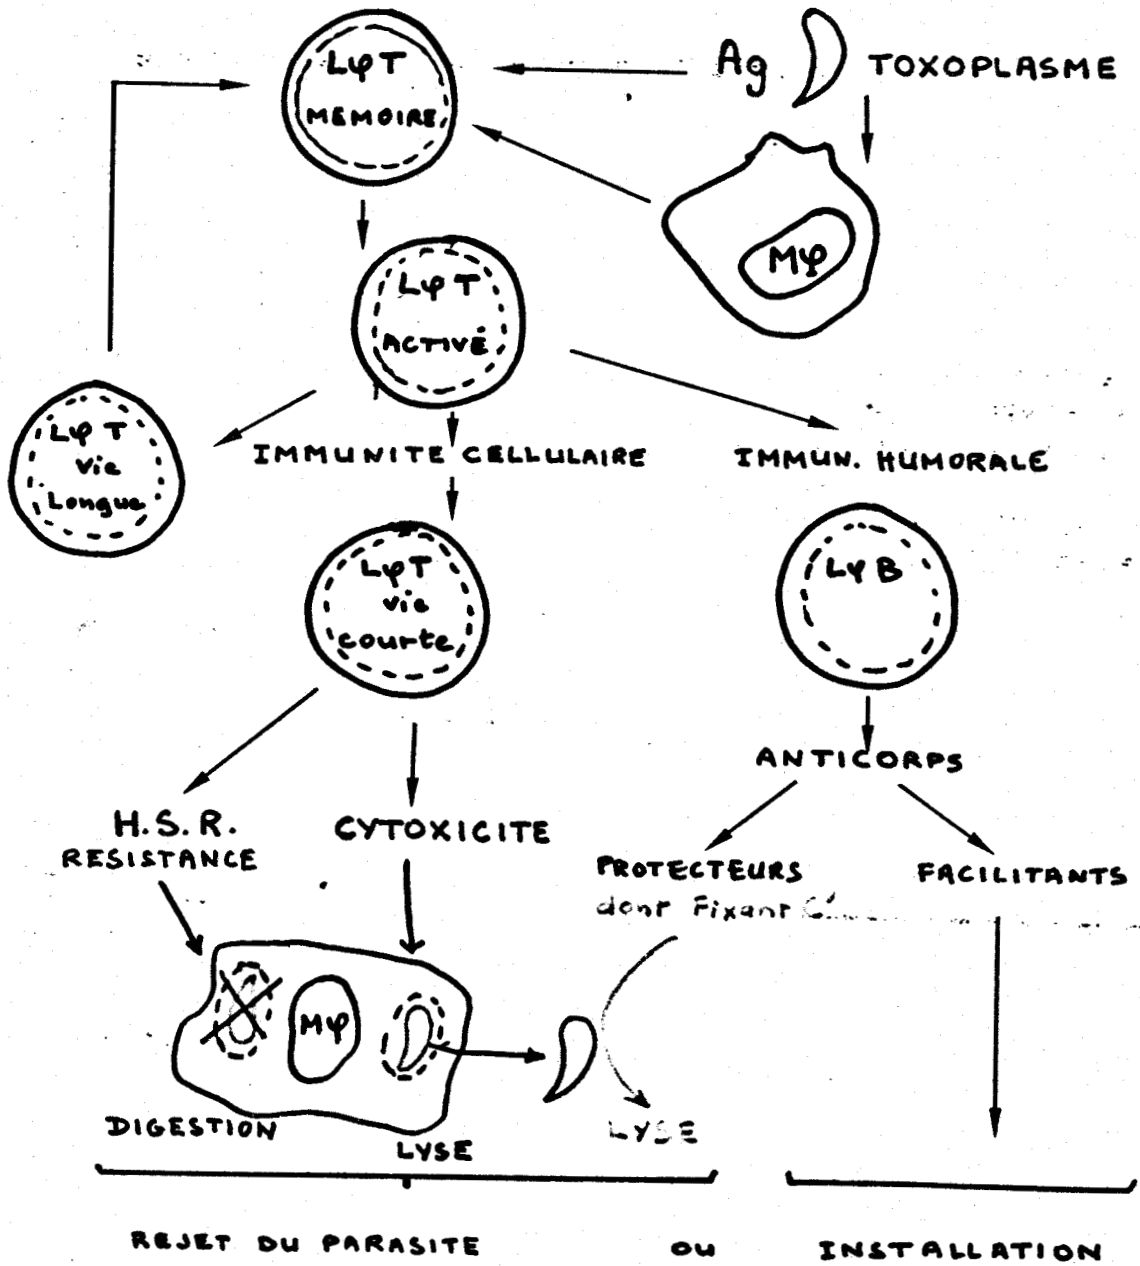 LφT
MEMOIRE
Ag
TOXOPLASME
Mφ
LφT
ACTIVÉ
LφT
vie
Longue
IMMUNITE CELLULAIRE
IMMUN. HUMORALE
LφT
vie
courte
LφB
ANTICORPS
H.S.R.
RESISTANCE
CYTOXICITE
PROTECTEURS
dont Fixant C'
FACILITANTS
Mφ
DIGESTION
LYSE
LYSE
REJET DU PARASITE
OU
INSTALLATION